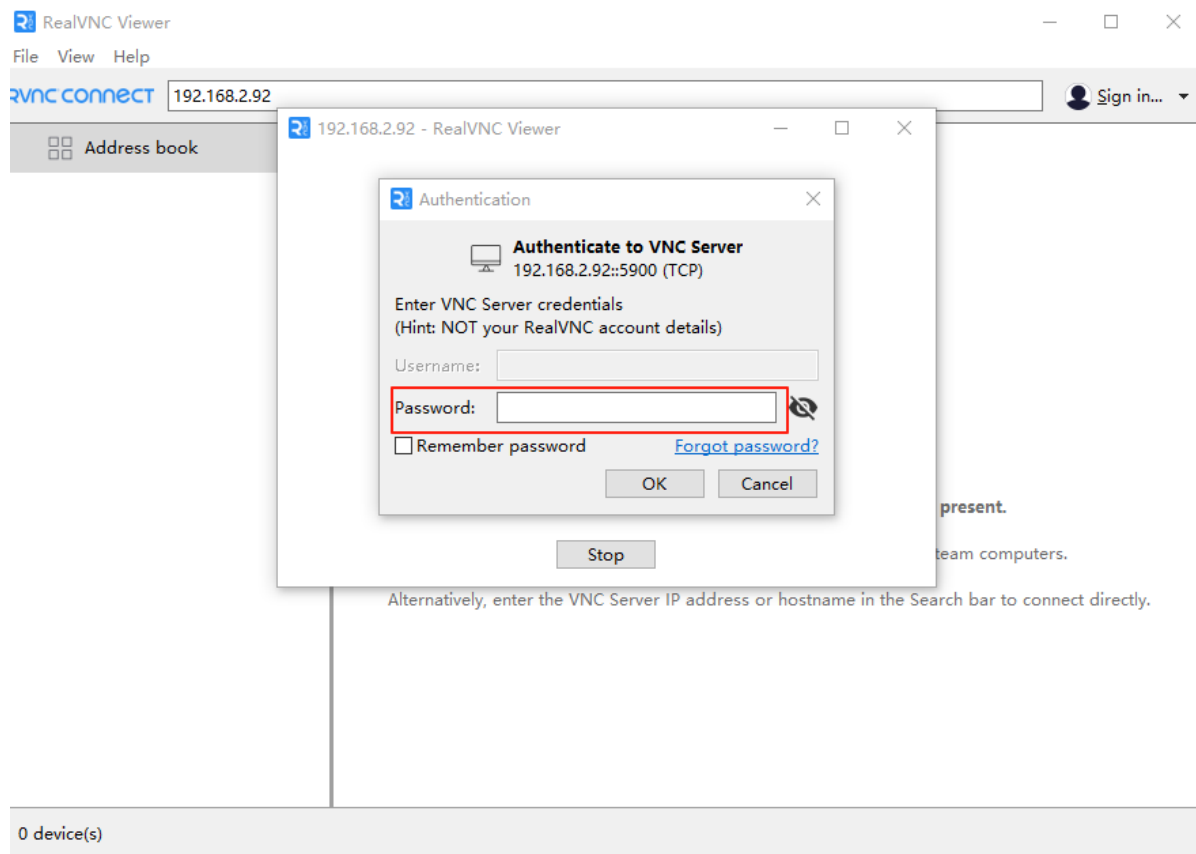 RealVNC Viewer
File View Help
RVNC CONNECT 192.168.2.92 Sign in...
Address book
192.168.2.92 - RealVNC Viewer
Authentication
Authenticate to VNC Server
192.168.2.92::5900 (TCP)
Enter VNC Server credentials
(Hint: NOT your RealVNC account details)
Username:
Password:
Remember password Forgot password?
OK Cancel
present.
Stop
team computers.
Alternatively, enter the VNC Server IP address or hostname in the Search bar to connect directly.
0 device(s)